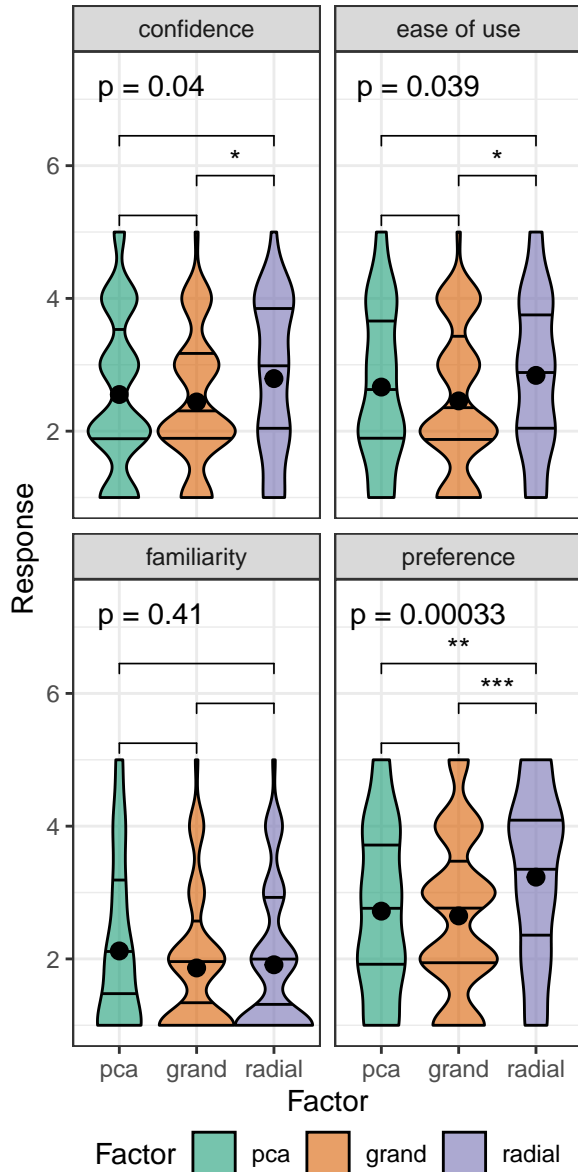 confidence
ease of use
p = 0.04
p = 0.039
*
*
6
4
2
familiarity
preference
p = 0.41
p = 0.00033
**
***
6
4
2
Response
pca grand radial
pca grand radial
Factor
Factor pca grand radial